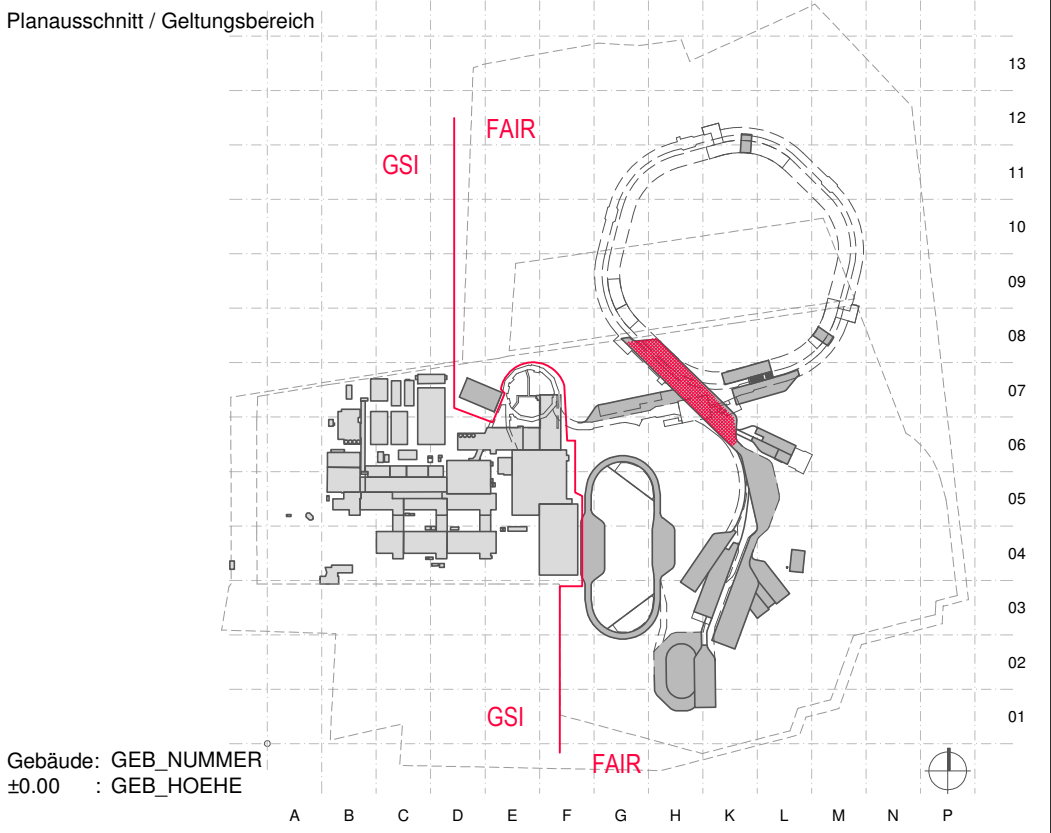 Planausschnitt / Geltungsbereich
13
12
FAIR
GSI
11
10
09
08
07
06
05
04
03
02
GSI
01
FAIR
Gebäude: GEB_NUMMER
±0.00 : GEB_HOEHE
A B C D E F G H K L M N P